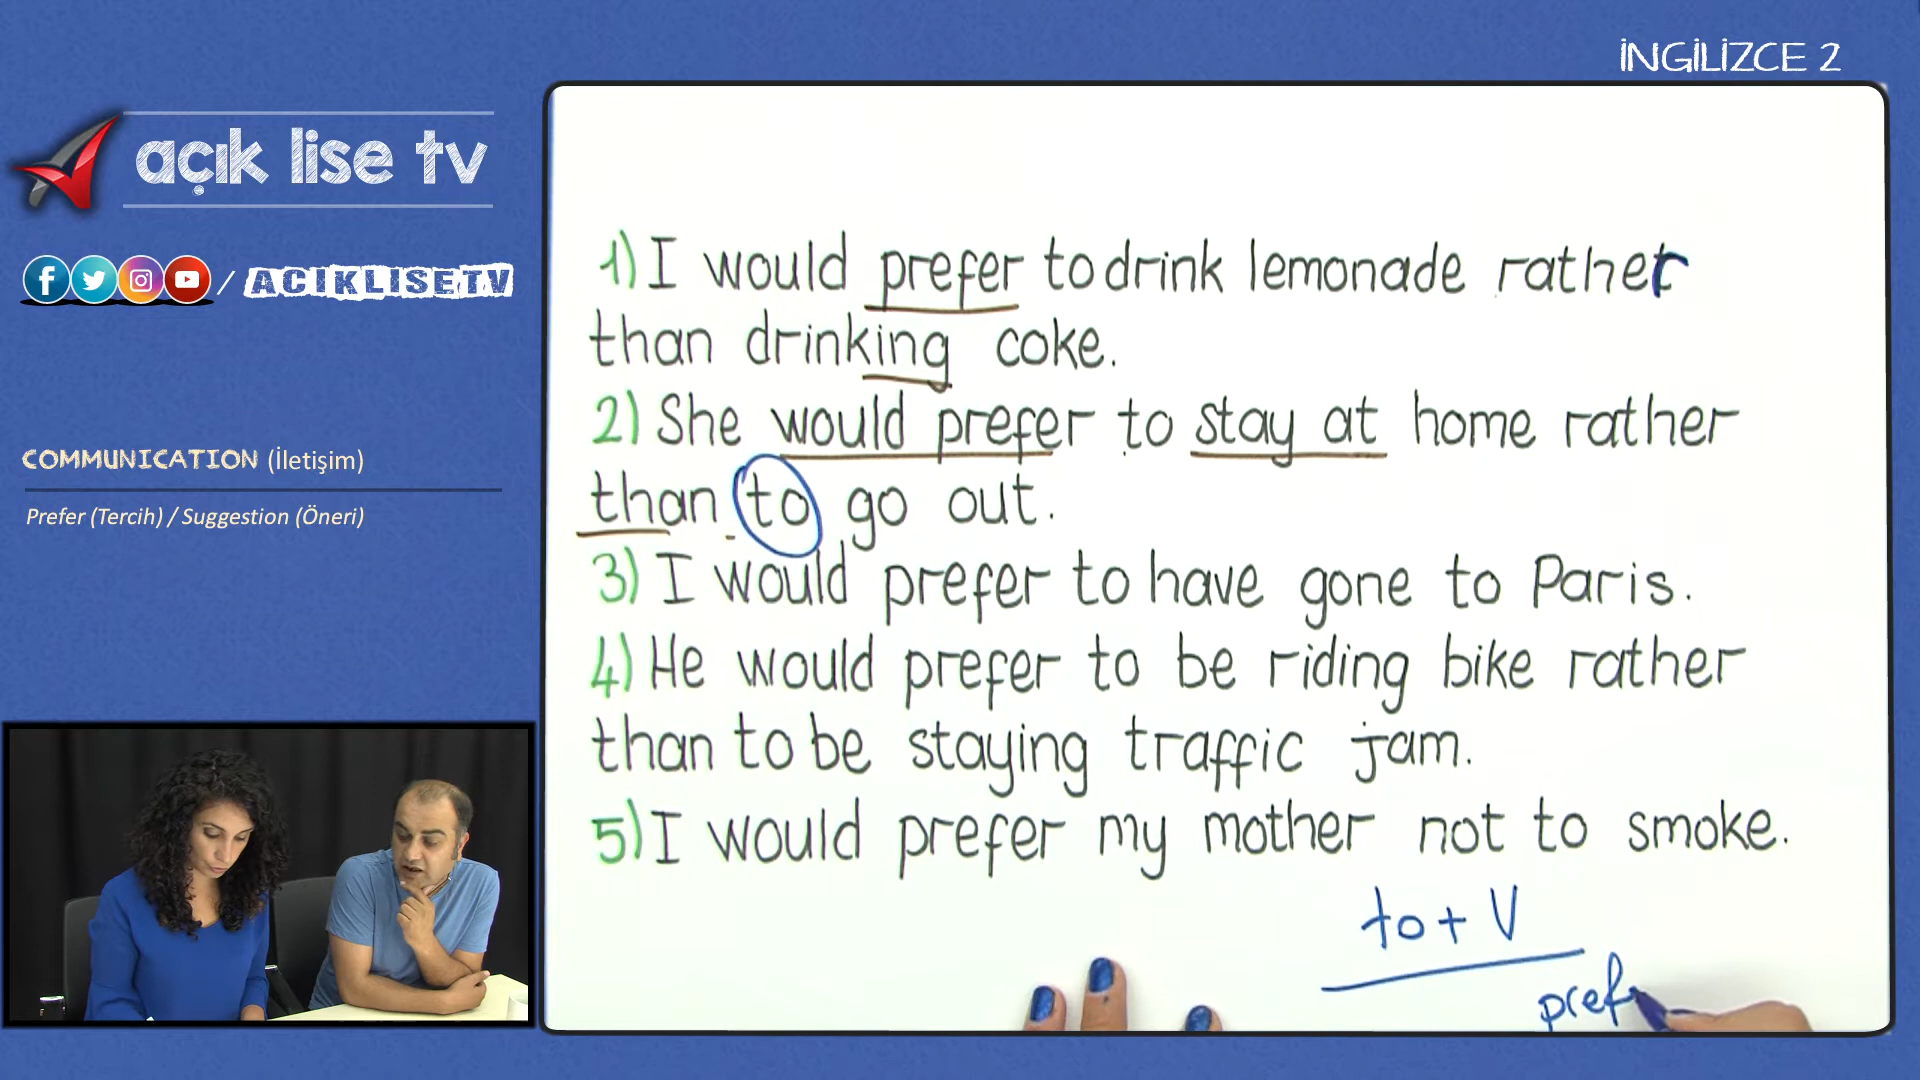 İNGİLİZCE 2
açık lise tv
/ ACIKLISETV
COMMUNICATION (İletişim)
Prefer (Tercih) / Suggestion (Öneri)
1) I would prefer to drink lemonade rather
than drinking coke.
2) She would prefer to stay at home rather
than to go out.
3) I would prefer to have gone to Paris.
4) He would prefer to be riding bike rather
than to be staying traffic jam.
5) I would prefer my mother not to smoke.
to + V
pref